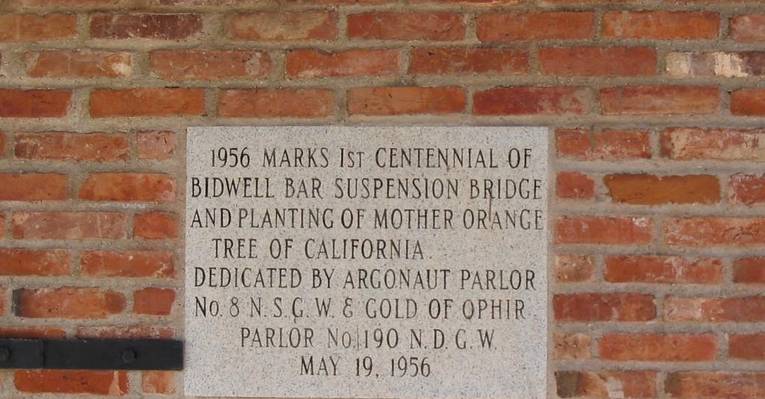 1956 MARKS 1ST CENTENNIAL OF
BIDWELL BAR SUSPENSION BRIDGE
AND PLANTING OF MOTHER ORANGE
TREE OF CALIFORNIA.
DEDICATED BY ARGONAUT PARLOR
No. 8 N.S.G.W. & GOLD OF OPHIR
PARLOR No. 190 N.D.G.W.
MAY 19, 1956